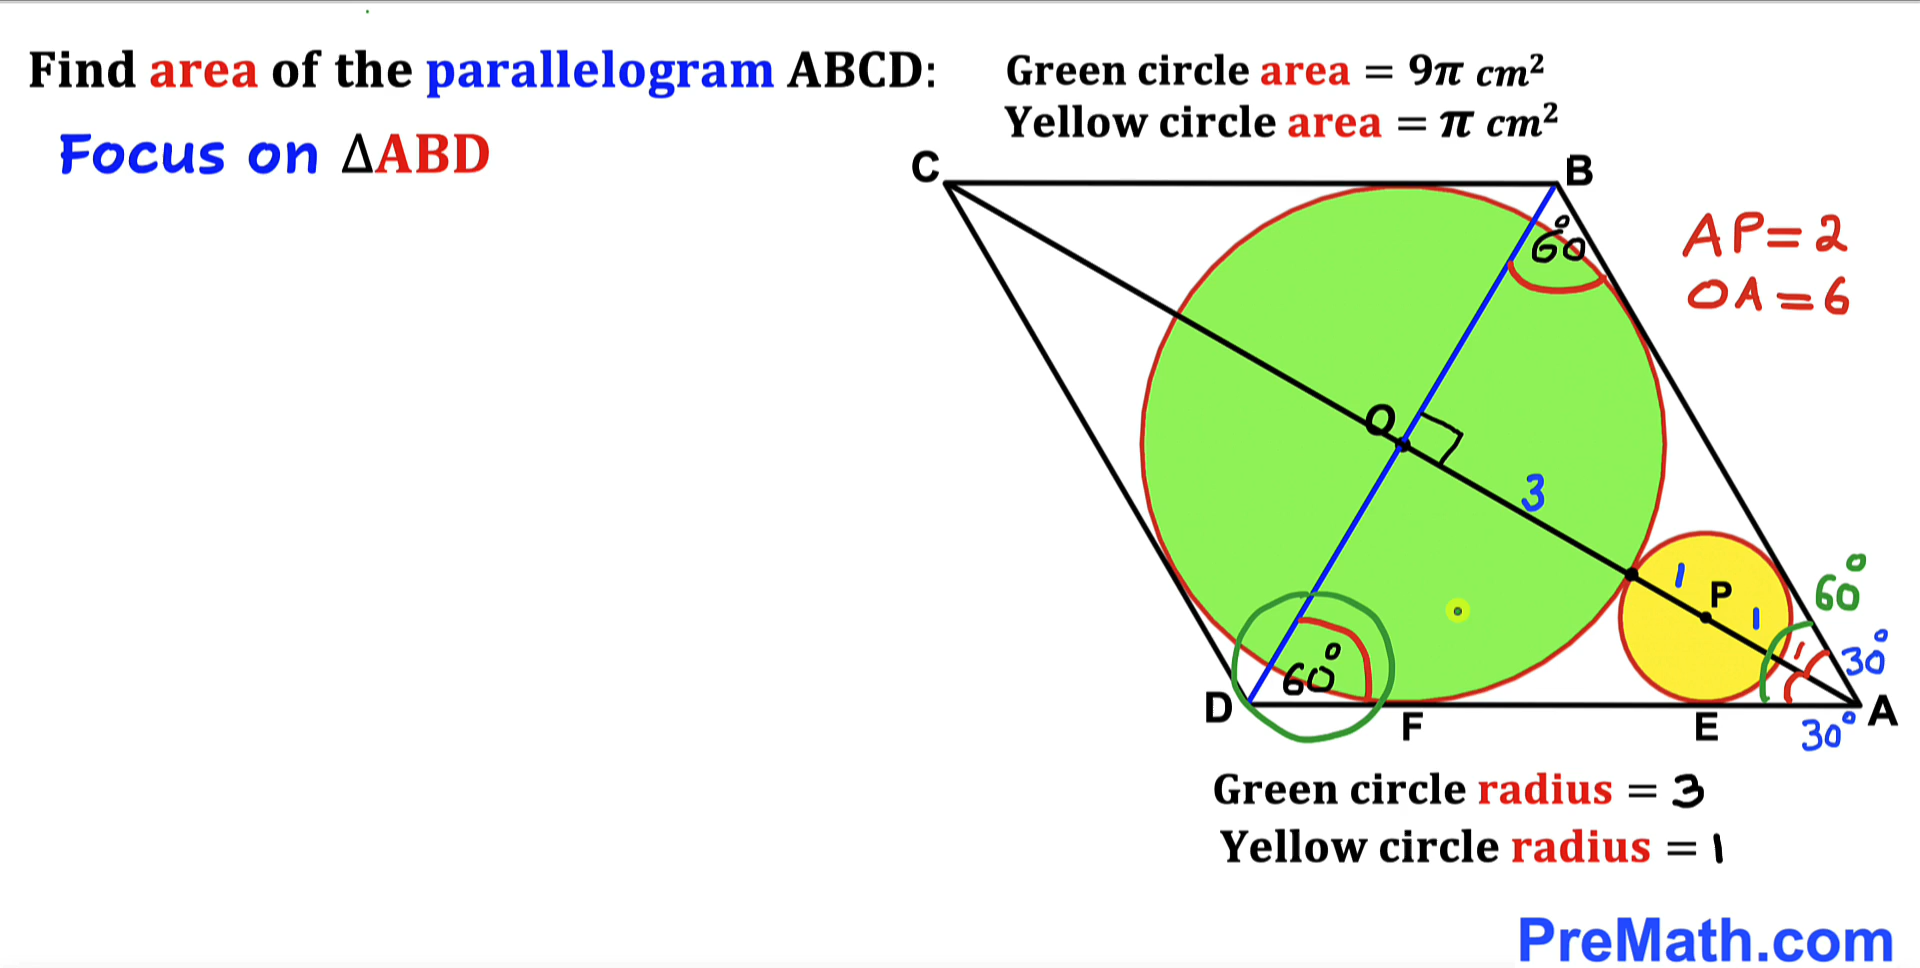 Find area of the parallelogram ABCD:
Green circle area = 9π cm²
Yellow circle area = π cm²
Focus on ΔABD
C
B
60°
AP=2
OA=6
O
3
1
P
1
60°
30°
60°
D
F
E
A
30°
Green circle radius = 3
Yellow circle radius = 1
PreMath.com